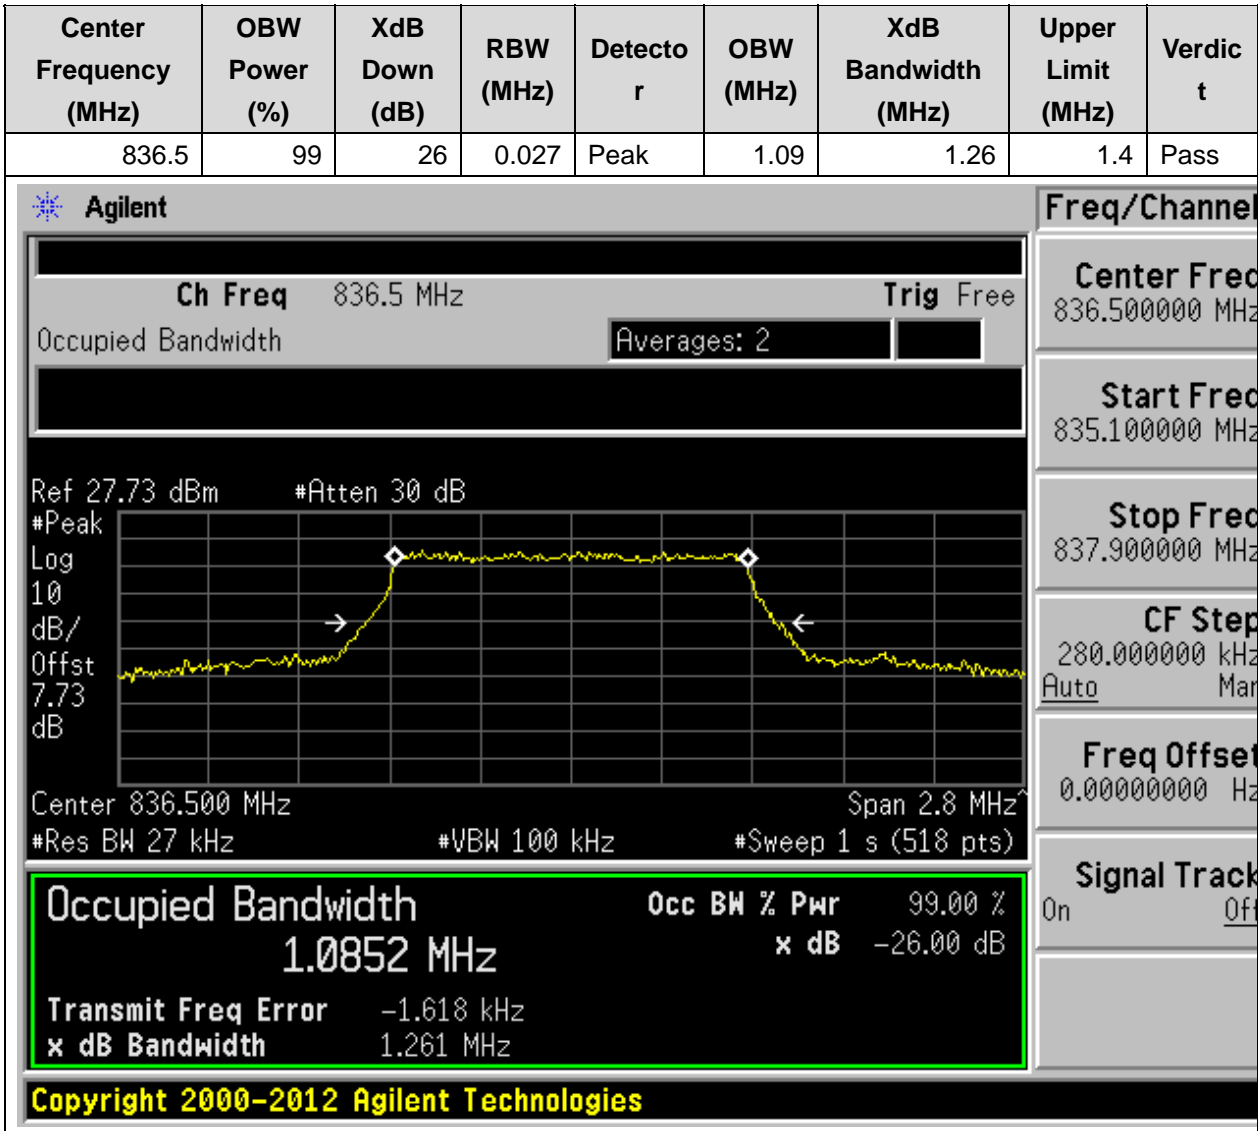 Center Frequency (MHz) OBW Power (%) XdB Down (dB) RBW (MHz) Detecto r OBW (MHz) XdB Bandwidth (MHz) Upper Limit (MHz) Verdic t
836.5 99 26 0.027 Peak 1.09 1.26 1.4 Pass
Agilent
Freq/Channel
Ch Freq 836.5 MHz Trig Free
Occupied Bandwidth Averages: 2
Ref 27.73 dBm #Atten 30 dB
#Peak
Log
10
dB/
Offst
7.73
dB
Center 836.500 MHz Span 2.8 MHz^
#Res BW 27 kHz #VBW 100 kHz #Sweep 1 s (518 pts)
Occupied Bandwidth Occ BW % Pwr 99.00 %
1.0852 MHz x dB -26.00 dB
Transmit Freq Error -1.618 kHz
x dB Bandwidth 1.261 MHz
Center Freq
836.500000 MHz
Start Freq
835.100000 MHz
Stop Freq
837.900000 MHz
CF Step
280.000000 kHz
Auto Man
Freq Offset
0.00000000 Hz
Signal Track
On Off
Copyright 2000-2012 Agilent Technologies